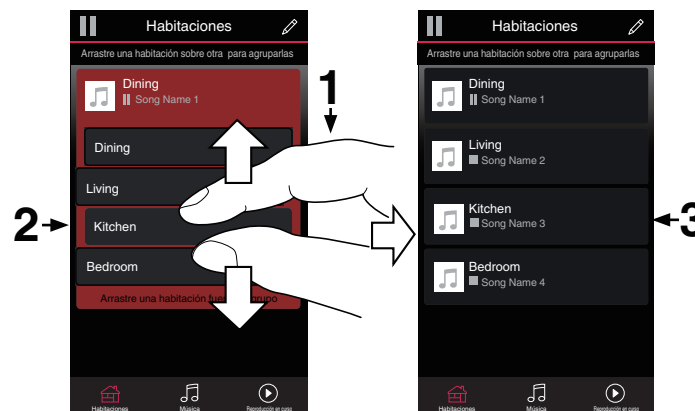 Habitaciones
Arrastre una habitación sobre otra para agruparlas
Dining
Song Name 1
Dining
Living
Kitchen
Bedroom
Arrastre una habitación fue grupo
Habitaciones
Música
Reproducción en curso
1
2
Habitaciones
Arrastre una habitación sobre otra para agruparlas
Dining
Song Name 1
Living
Song Name 2
Kitchen
Song Name 3
Bedroom
Song Name 4
Habitaciones
Música
Reproducción en curso
3